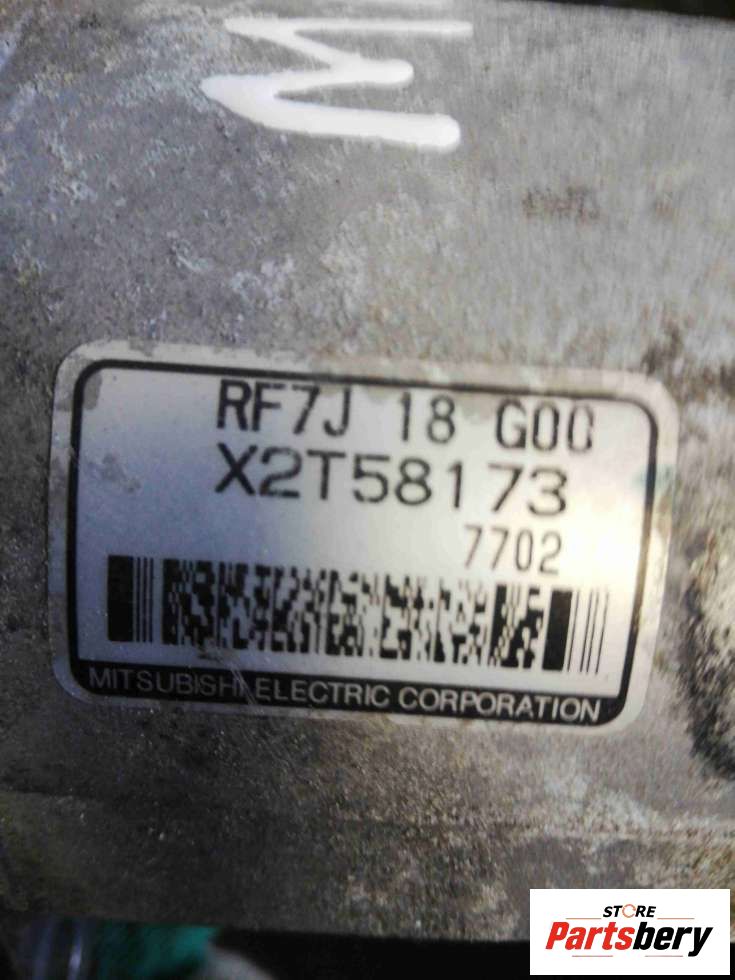 M
RF7J 18 G00
X2T58173
7702
MITSUBISHI ELECTRIC CORPORATION
STORE
Partsbery